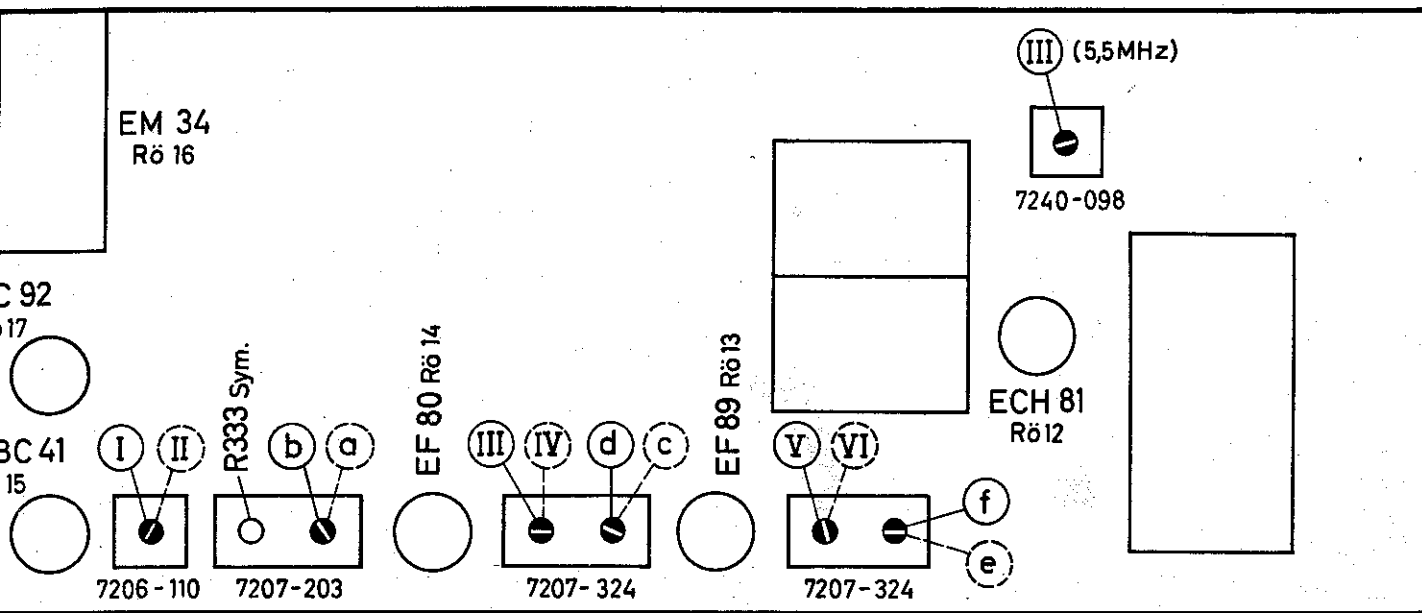 III (5,5MHz)
EM 34
Rö 16
7240-098
C 92
17
R333 Sym.
EF 80 Rö 14
EF 89 Rö 13
ECH 81
Rö 12
BC 41
15
I II b a III IV d c V VI
f
e
7206-110 7207-203 7207-324 7207-324